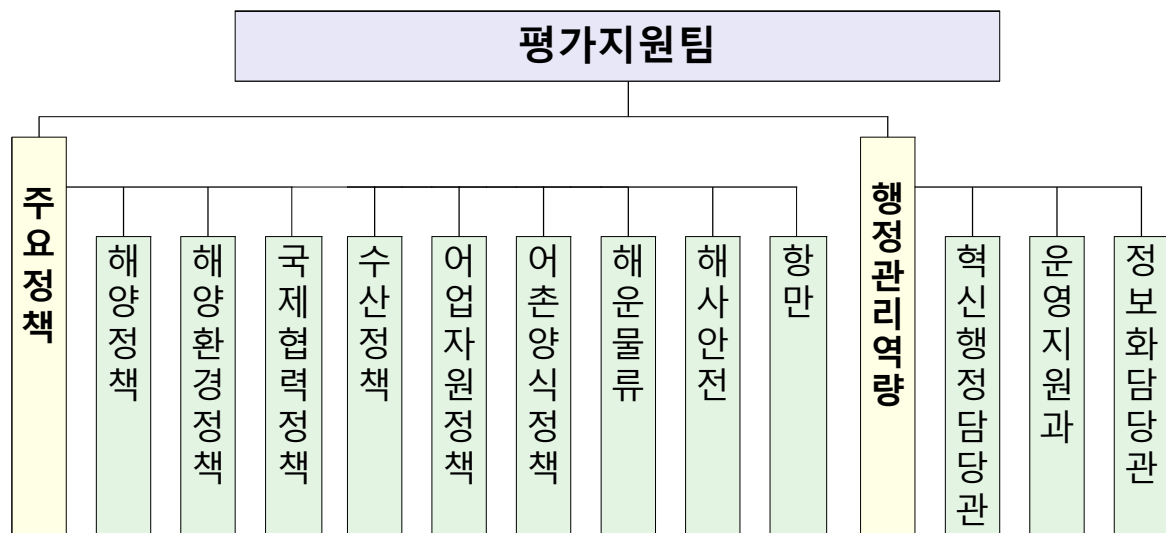 평가지원팀
주요정책
해양정책
해양환경정책
국제협력정책
수산정책
어업자원정책
어촌양식정책
해운물류
해사안전
항만
행정관리역량
혁신행정담당관
운영지원과
정보화담당관